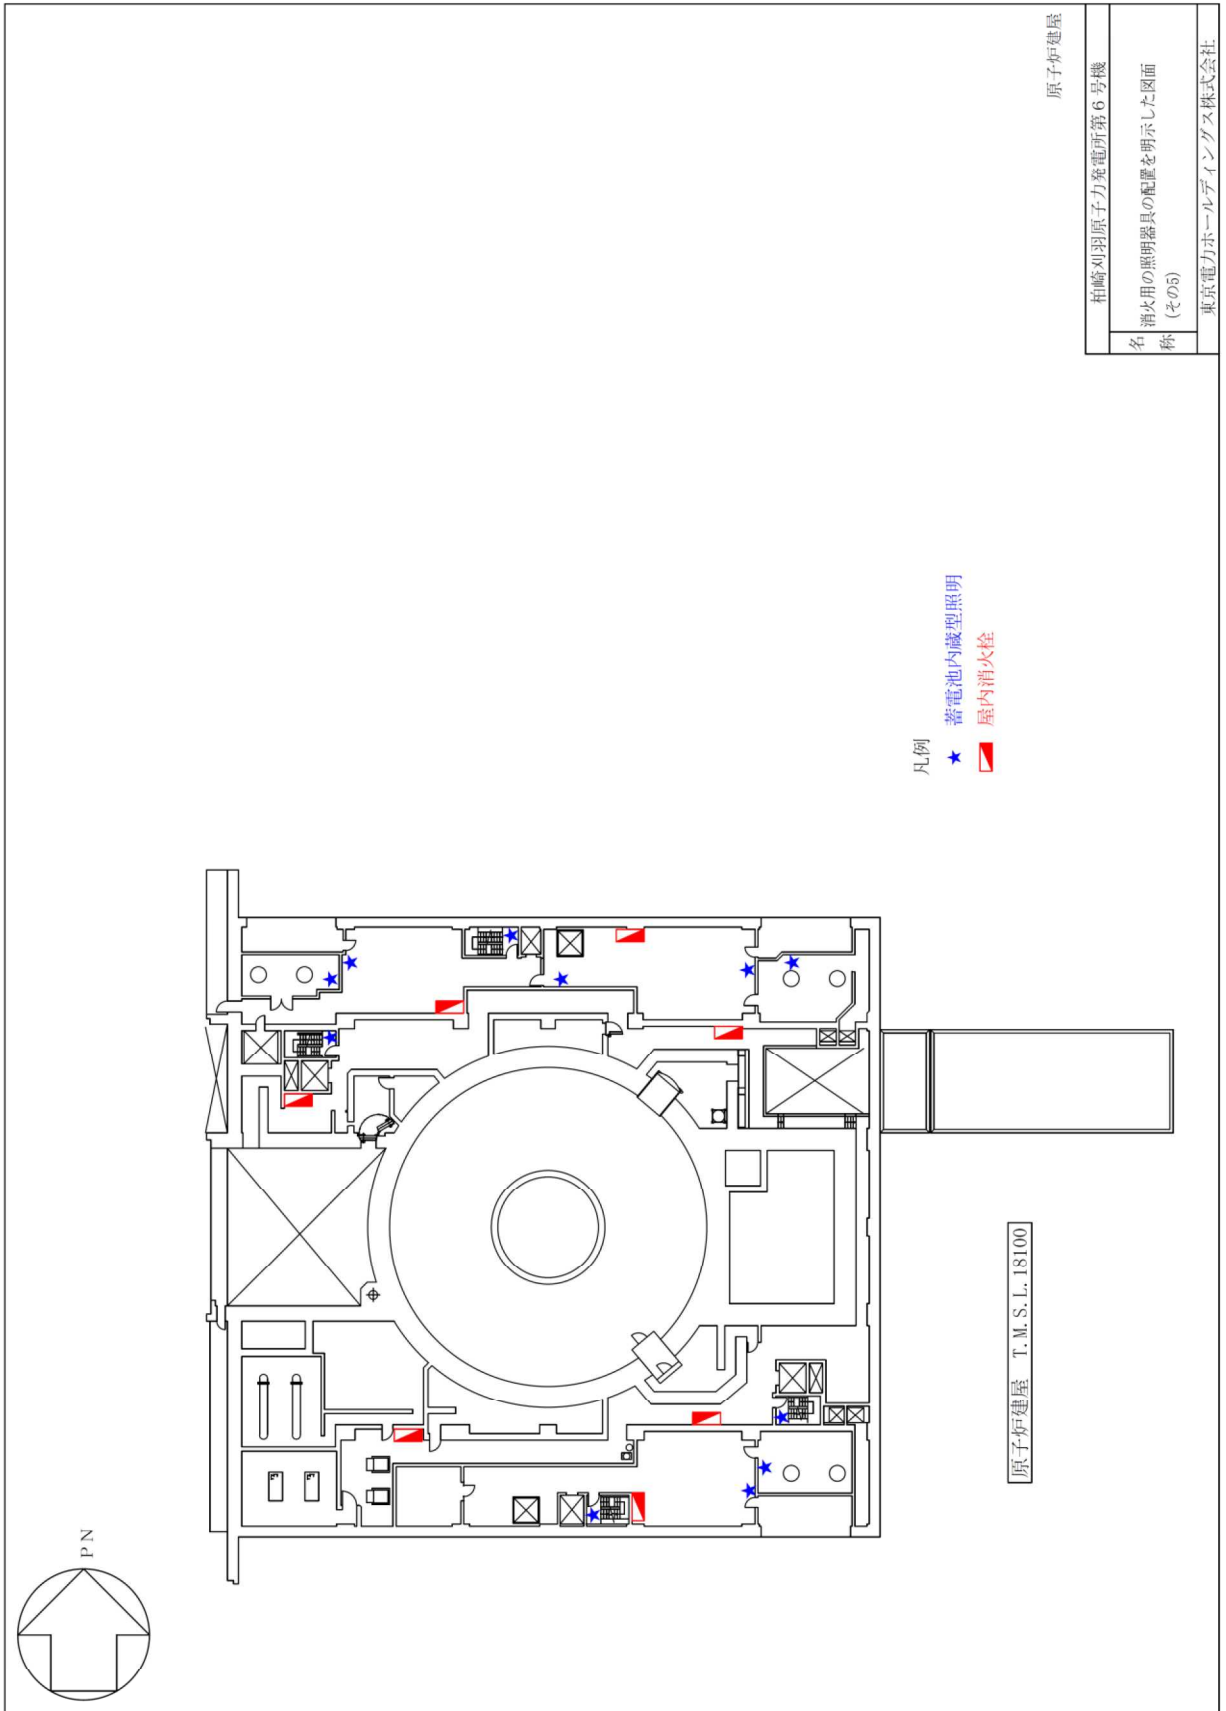 PN
原子炉建屋 T.M.S.L.18100
凡例
蓄電池内蔵型照明
屋内消火栓
原子炉建屋
柏崎刈羽原子力発電所第6号機
名称
消火用の照明器具の配置を明示した図面
(その5)
東京電力ホールディングス株式会社